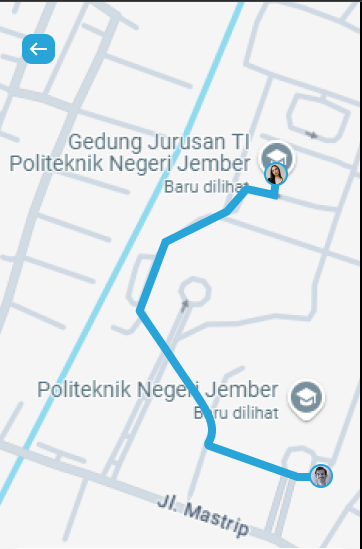 Gedung Jurusan TI
Politeknik Negeri Jember
Baru dilihat
Politeknik Negeri Jember
Baru dilihat
Jl. Mastrip